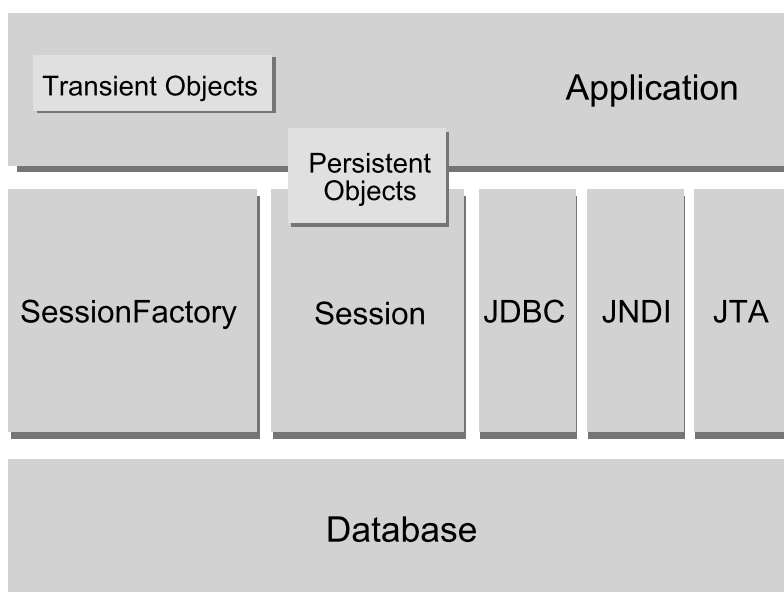 Transient Objects
Application
Persistent
Objects
SessionFactory
Session
JDBC
JNDI
JTA
Database